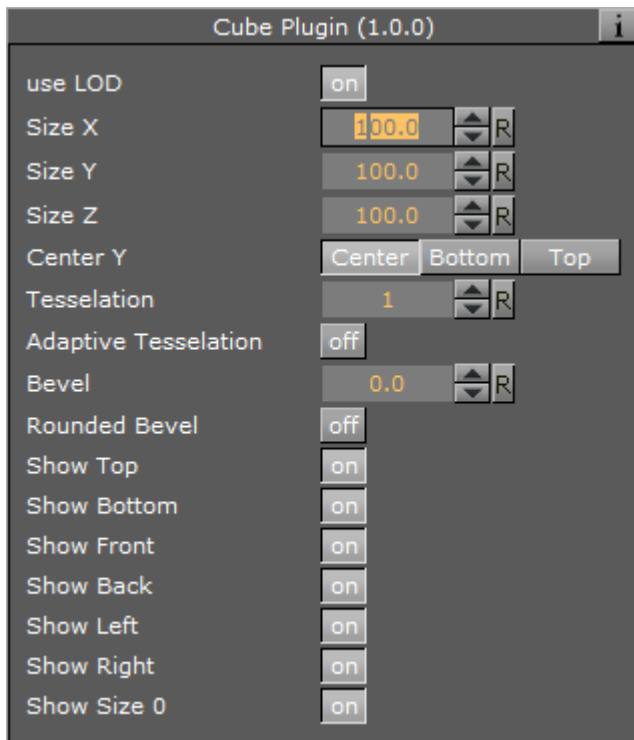 Cube Plugin (1.0.0) i
use LOD on
Size X 100.0 R
Size Y 100.0 R
Size Z 100.0 R
Center Y Center Bottom Top
Tesselation 1 R
Adaptive Tesselation off
Bevel 0.0 R
Rounded Bevel off
Show Top on
Show Bottom on
Show Front on
Show Back on
Show Left on
Show Right on
Show Size 0 on